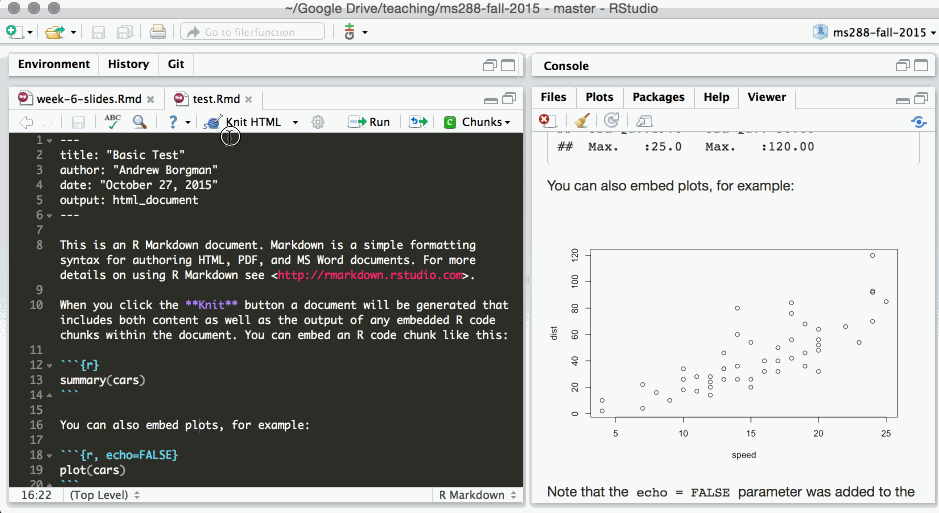 ~/Google Drive/teaching/ms288-fall-2015 - master - RStudio
Go to file/function
ms288-fall-2015
Environment History Git
week-6-slides.Rmd test.Rmd
ABC ? Knit HTML Run C Chunks
1 ---
2 title: "Basic Test"
3 author: "Andrew Borgman"
4 date: "October 27, 2015"
5 output: html_document
6 ---
7
8 This is an R Markdown document. Markdown is a simple formatting
syntax for authoring HTML, PDF, and MS Word documents. For more
details on using R Markdown see <http://rmarkdown.rstudio.com>.
9
10 When you click the **Knit** button a document will be generated that
includes both content as well as the output of any embedded R code
chunks within the document. You can embed an R code chunk like this:
11
12 ```{r}
13 summary(cars)
14 ```
15
16 You can also embed plots, for example:
17
18 ```{r, echo=FALSE}
19 plot(cars)
20 ```
16:22 (Top Level) R Markdown
Console
Files Plots Packages Help Viewer
## Max. :25.0 Max. :120.00
You can also embed plots, for example:
120
100
80
60
40
20
0
dist
5 10 15 20 25
speed
Note that the echo = FALSE parameter was added to the